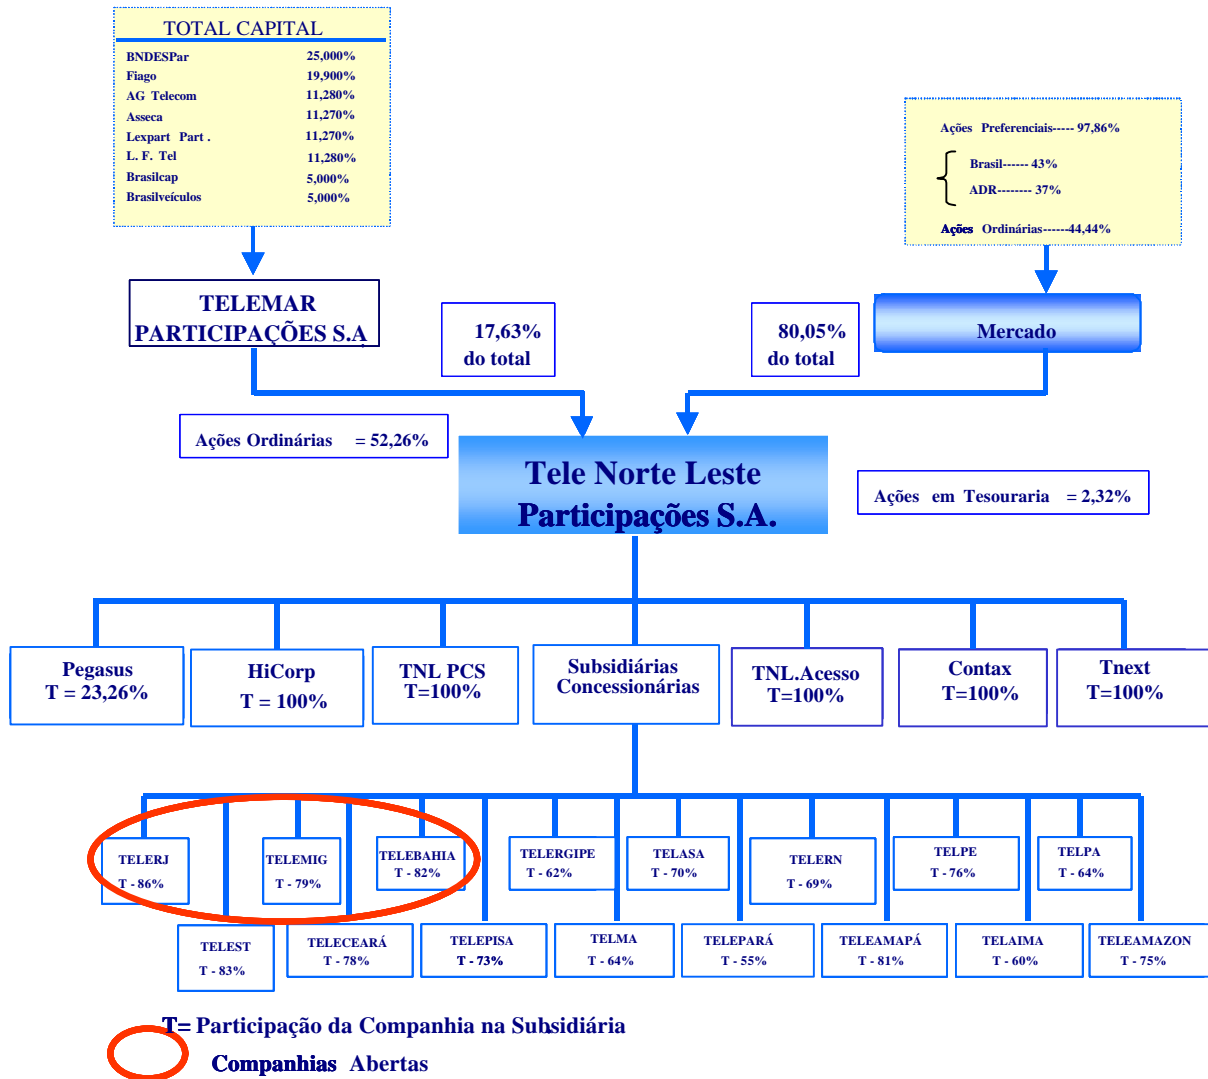 TOTAL CAPITAL
BNDESPar 25,000%
Fiago 19,900%
AG Telecom 11,280%
Asseca 11,270%
Lexpart Part . 11,270%
L. F. Tel 11,280%
Brasilcap 5,000%
Brasilveículos 5,000%
Ações Preferenciais----- 97,86%
Brasil------ 43%
ADR-------- 37%
Ações Ordinárias------44,44%
TELEMAR
PARTICIPAÇÕES S.A
17,63%
do total
80,05%
do total
Mercado
Ações Ordinárias = 52,26%
Tele Norte Leste
Participações S.A.
Ações em Tesouraria = 2,32%
Pegasus
T = 23,26%
HiCorp
T = 100%
TNL PCS
T=100%
Subsidiárias
Concessionárias
TNL.Acesso
T=100%
Contax
T=100%
Tnext
T=100%
TELERJ
T - 86%
TELEMIG
T - 79%
TELEBAHIA
T - 82%
TELERGIPE
T - 62%
TELASA
T - 70%
TELERN
T - 69%
TELPE
T - 76%
TELPA
T - 64%
TELEST
T - 83%
TELECEARÁ
T - 78%
TELEPISA
T - 73%
TELMA
T - 64%
TELEPARÁ
T - 55%
TELEAMAPÁ
T - 81%
TELAIMA
T - 60%
TELEAMAZON
T - 75%
T= Participação da Companhia na Subsidiária
Companhias Abertas